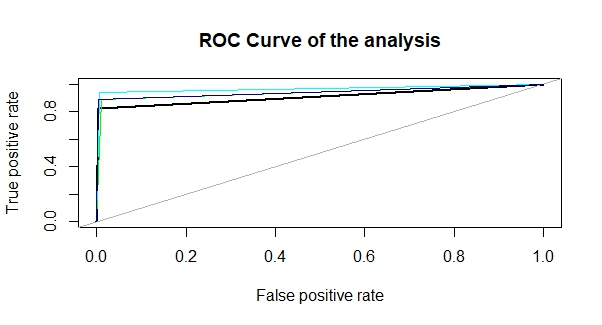 ROC Curve of the analysis
True positive rate
0.8
0.4
0.0
0.0 0.2 0.4 0.6 0.8 1.0
False positive rate